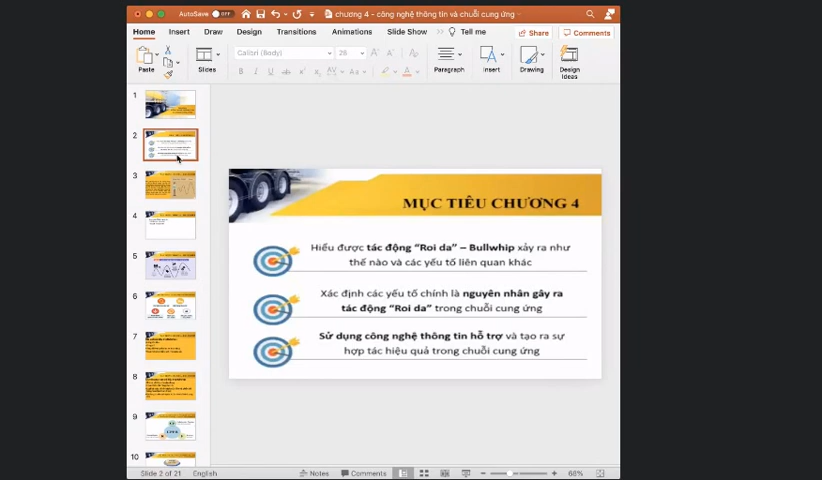 AutoSave OFF
chương 4 - công nghệ thông tin và chuỗi cung ứng
Home Insert Draw Design Transitions Animations Slide Show Tell me Share Comments
Calibri (Body) 28
Paste Slides Paragraph Insert Drawing Design Ideas
1
2
3
4
5
6
7
8
9
10
MỤC TIÊU CHƯƠNG 4
Hiểu được tác động “Roi da” – Bullwhip xảy ra như
thế nào và các yếu tố liên quan khác
Xác định các yếu tố chính là nguyên nhân gây ra
tác động “Roi da” trong chuỗi cung ứng
Sử dụng công nghệ thông tin hỗ trợ và tạo ra sự
hợp tác hiệu quả trong chuỗi cung ứng
Slide 2 of 21 English Notes Comments 68%